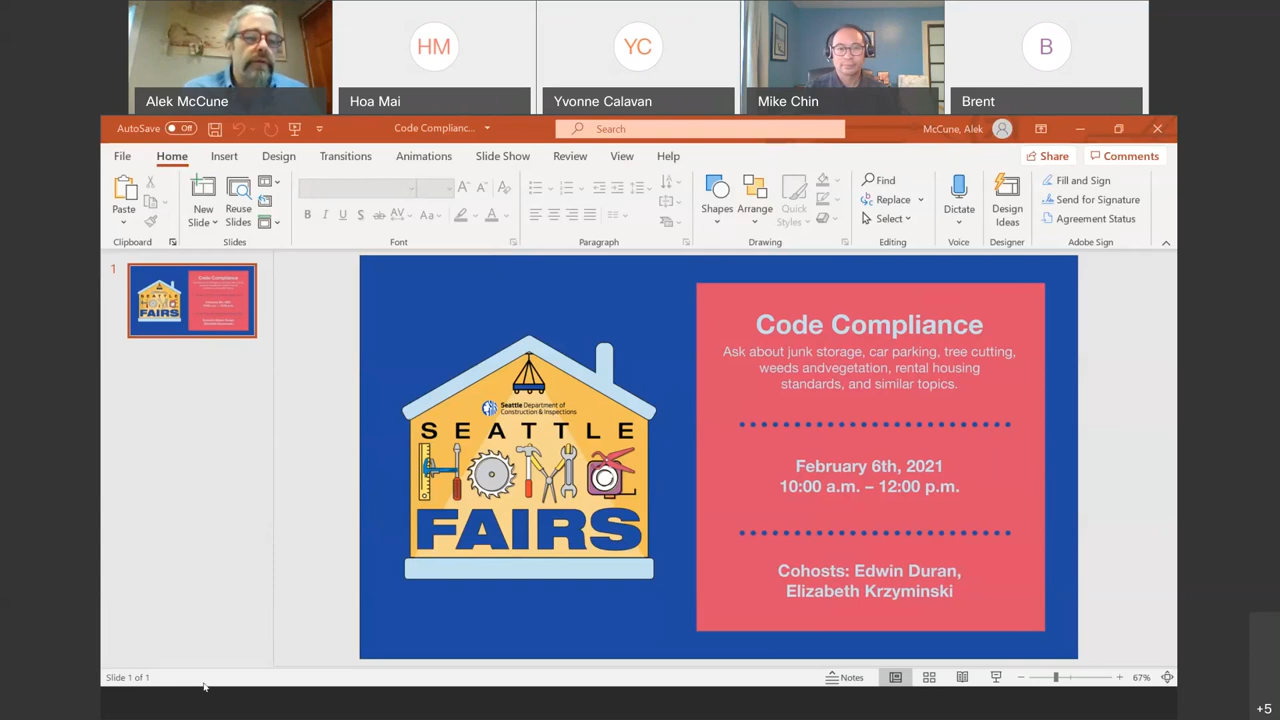 HM
YC
B
Alek McCune
Hoa Mai
Yvonne Calavan
Mike Chin
Brent
AutoSave Off
Code Complianc...
Search
McCune, Alek
File Home Insert Design Transitions Animations Slide Show Review View Help
Share
Comments
Paste
New
Slides
Reuse
Slides
B I U S ab AV Aa A
Shapes
Arrange
Quick
Styles
Find
Replace
Select
Dictate
Design
Ideas
Fill and Sign
Send for Signature
Agreement Status
Clipboard
Slides
Font
Paragraph
Drawing
Editing
Voice
Designer
Adobe Sign
1
Seattle Department of
Construction & Inspections
SEATTLE
HOME
FAIRS
Code Compliance
Ask about junk storage, car parking, tree cutting,
weeds andvegetation, rental housing
standards, and similar topics.
February 6th, 2021
10:00 a.m. – 12:00 p.m.
Cohosts: Edwin Duran,
Elizabeth Krzyminski
Slide 1 of 1
Notes
67%
+5